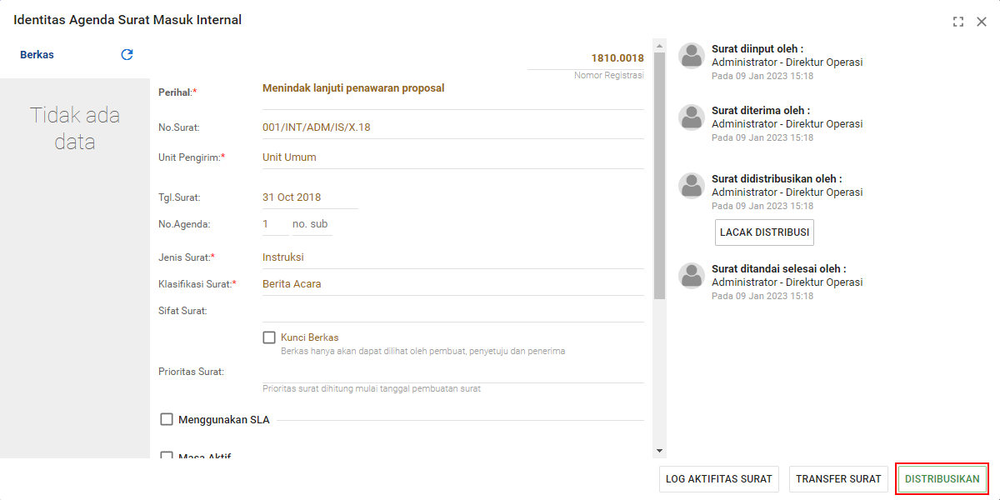 Identitas Agenda Surat Masuk Internal
Berkas
Tidak ada
data
1810.0018
Nomor Registrasi
Perihal:* Menindak lanjuti penawaran proposal
No.Surat: 001/INT/ADM/IS/X.18
Unit Pengirim:* Unit Umum
Tgl.Surat: 31 Oct 2018
No.Agenda: 1 no. sub
Jenis Surat:* Instruksi
Klasifikasi Surat:* Berita Acara
Sifat Surat:
Kunci Berkas
Berkas hanya akan dapat dilihat oleh pembuat, penyetuju dan penerima
Prioritas Surat:
Prioritas surat dihitung mulai tanggal pembuatan surat
Menggunakan SLA
Masa Aktif
Surat diinput oleh :
Administrator - Direktur Operasi
Pada 09 Jan 2023 15:18
Surat diterima oleh :
Administrator - Direktur Operasi
Pada 09 Jan 2023 15:18
Surat didistribusikan oleh :
Administrator - Direktur Operasi
Pada 09 Jan 2023 15:18
LACAK DISTRIBUSI
Surat ditandai selesai oleh :
Administrator - Direktur Operasi
Pada 09 Jan 2023 15:18
LOG AKTIFITAS SURAT
TRANSFER SURAT
DISTRIBUSIKAN